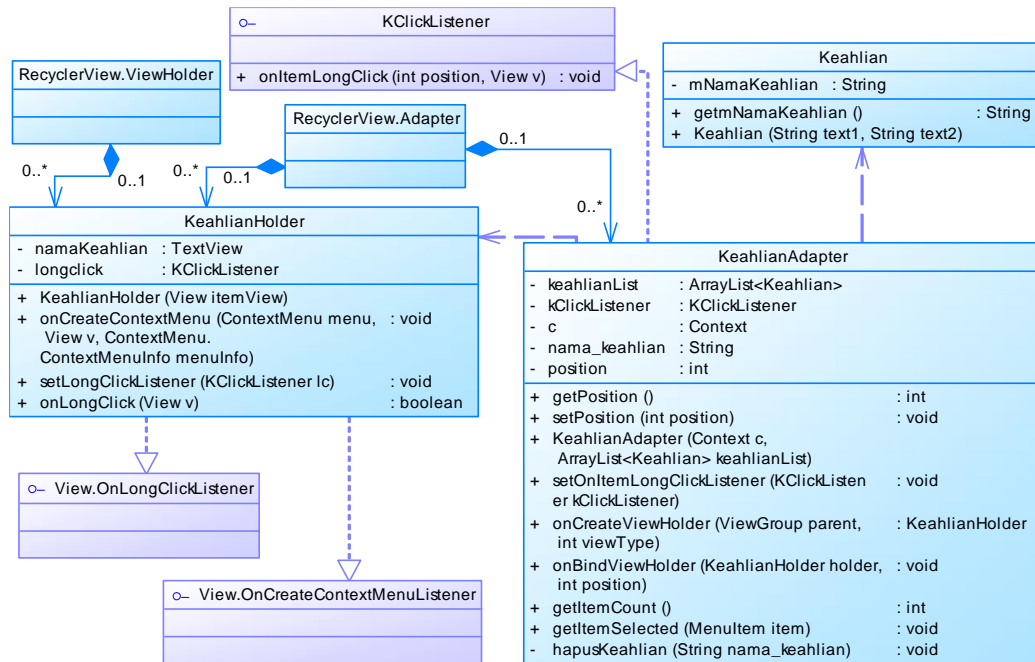 KClickListener
+ onItemLongClick (int position, View v) : void
RecyclerView.ViewHolder
RecyclerView.Adapter
Keahlian
- mNamaKeahlian : String
+ getmNamaKeahlian () : String
+ Keahlian (String text1, String text2)
0..*
0..1
0..*
0..1
0..1
0..*
KeahlianHolder
- namaKeahlian : TextView
- longclick : KClickListener
+ KeahlianHolder (View itemView)
+ onCreateContextMenu (ContextMenu menu, : void
View v, ContextMenu.
ContextMenuInfo menuInfo)
+ setLongClickListener (KClickListener lc) : void
+ onLongClick (View v) : boolean
View.OnLongClickListener
View.OnCreateContextMenuListener
KeahlianAdapter
- keahlianList : ArrayList<Keahlian>
- kClickListener : KClickListener
- c : Context
- nama_keahlian : String
- position : int
+ getPosition () : int
+ setPosition (int position) : void
+ KeahlianAdapter (Context c,
ArrayList<Keahlian> keahlianList)
+ setOnItemLongClickListener (KClickListen : void
er kClickListener)
+ onCreateViewHolder (ViewGroup parent, : KeahlianHolder
int viewType)
+ onBindViewHolder (KeahlianHolder holder, : void
int position)
+ getItemCount () : int
+ getItemSelected (MenuItem item) : void
- hapusKeahlian (String nama_keahlian) : void